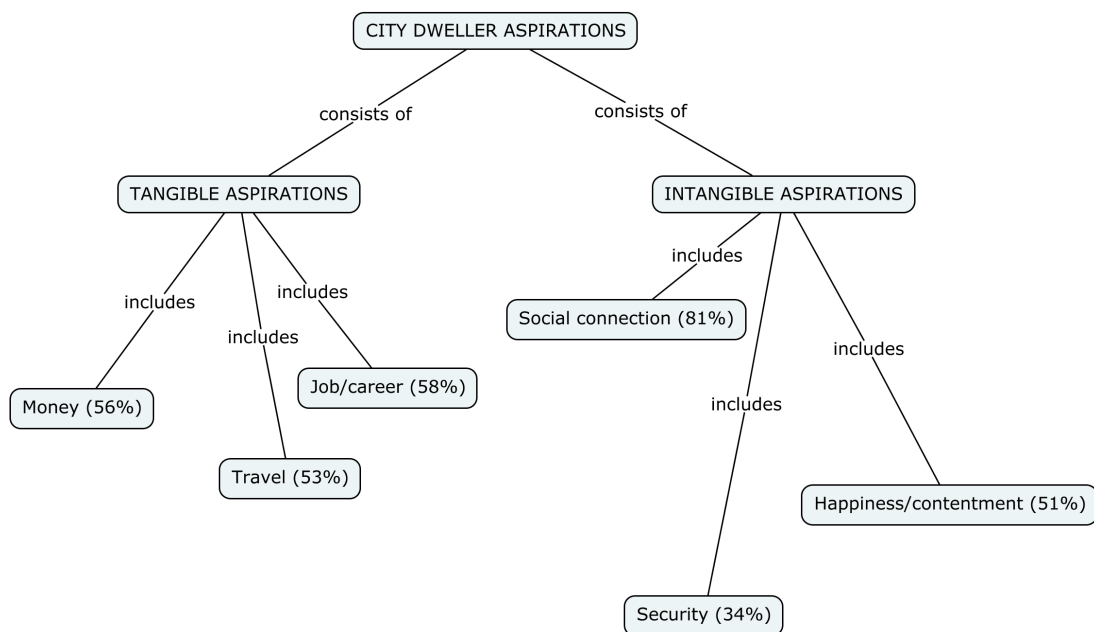 CITY DWELLER ASPIRATIONS
consists of
consists of
TANGIBLE ASPIRATIONS
INTANGIBLE ASPIRATIONS
includes
includes
includes
includes
includes
includes
Money (56%)
Travel (53%)
Job/career (58%)
Social connection (81%)
Security (34%)
Happiness/contentment (51%)